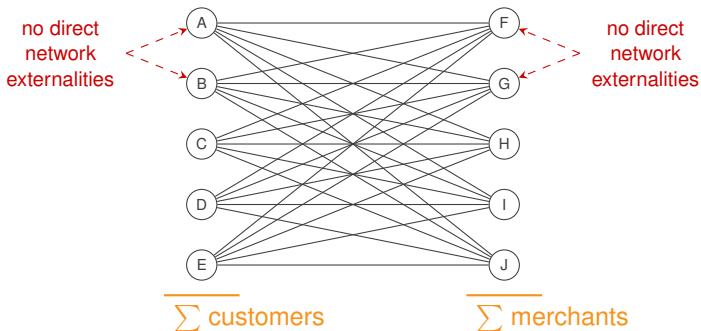 no direct
network
externalities
A
B
C
D
E
F
G
H
I
J
no direct
network
externalities
∑ customers
∑ merchants